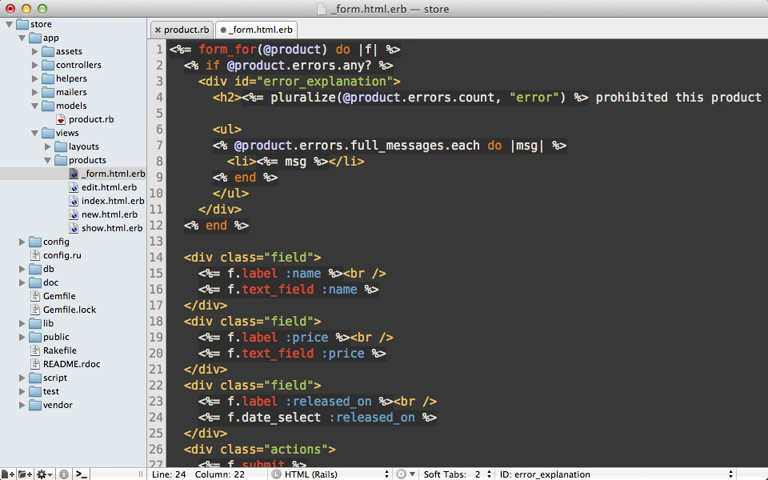 _form.html.erb — store
product.rb
_form.html.erb
store
app
assets
controllers
helpers
mailers
models
product.rb
views
layouts
products
_form.html.erb
edit.html.erb
index.html.erb
new.html.erb
show.html.erb
config
config.ru
db
doc
Gemfile
Gemfile.lock
lib
public
Rakefile
README.rdoc
script
test
vendor
1 <%= form_for(@product) do |f| %>
2 <% if @product.errors.any? %>
3 <div id="error_explanation">
4 <h2><%= pluralize(@product.errors.count, "error") %> prohibited this product
5
6 <ul>
7 <% @product.errors.full_messages.each do |msg| %>
8 <li><%= msg %></li>
9 <% end %>
10 </ul>
11 </div>
12 <% end %>
13
14 <div class="field">
15 <%= f.label :name %><br />
16 <%= f.text_field :name %>
17 </div>
18 <div class="field">
19 <%= f.label :price %><br />
20 <%= f.text_field :price %>
21 </div>
22 <div class="field">
23 <%= f.label :released_on %><br />
24 <%= f.date_select :released_on %>
25 </div>
26 <div class="actions">
27 <%= f.submit %>
Line: 24 Column: 22
HTML (Rails)
Soft Tabs: 2
ID: error_explanation